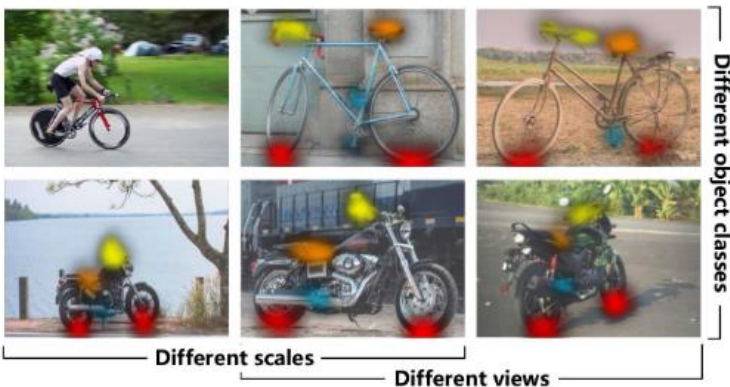 Different object classes
Different scales
Different views